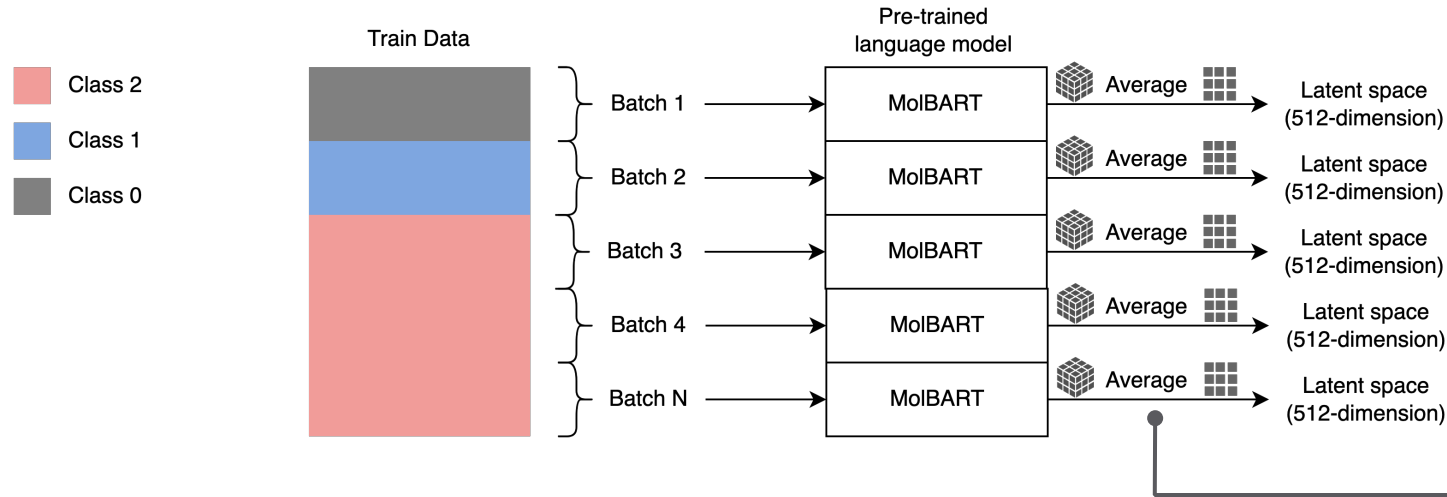 Pre-trained
language model
Train Data
Class 2
Class 1
Class 0
Batch 1
MolBART
Average
Latent space
(512-dimension)
Batch 2
MolBART
Average
Latent space
(512-dimension)
Batch 3
MolBART
Average
Latent space
(512-dimension)
Batch 4
MolBART
Average
Latent space
(512-dimension)
Batch N
MolBART
Average
Latent space
(512-dimension)